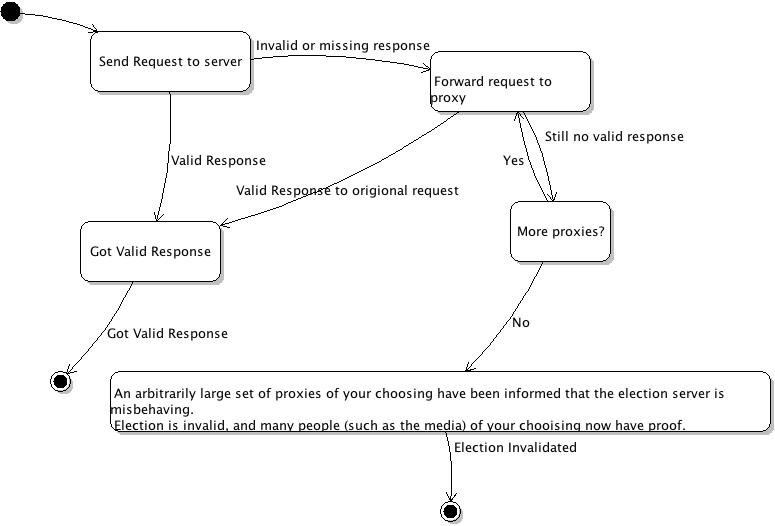 Send Request to server
Invalid or missing response
Forward request to
proxy
Still no valid response
Yes
Valid Response
Valid Response to origional request
More proxies?
Got Valid Response
No
Got Valid Response
An arbitrarily large set of proxies of your choosing have been informed that the election server is
misbehaving.
Election is invalid, and many people (such as the media) of your chooising now have proof.
Election Invalidated